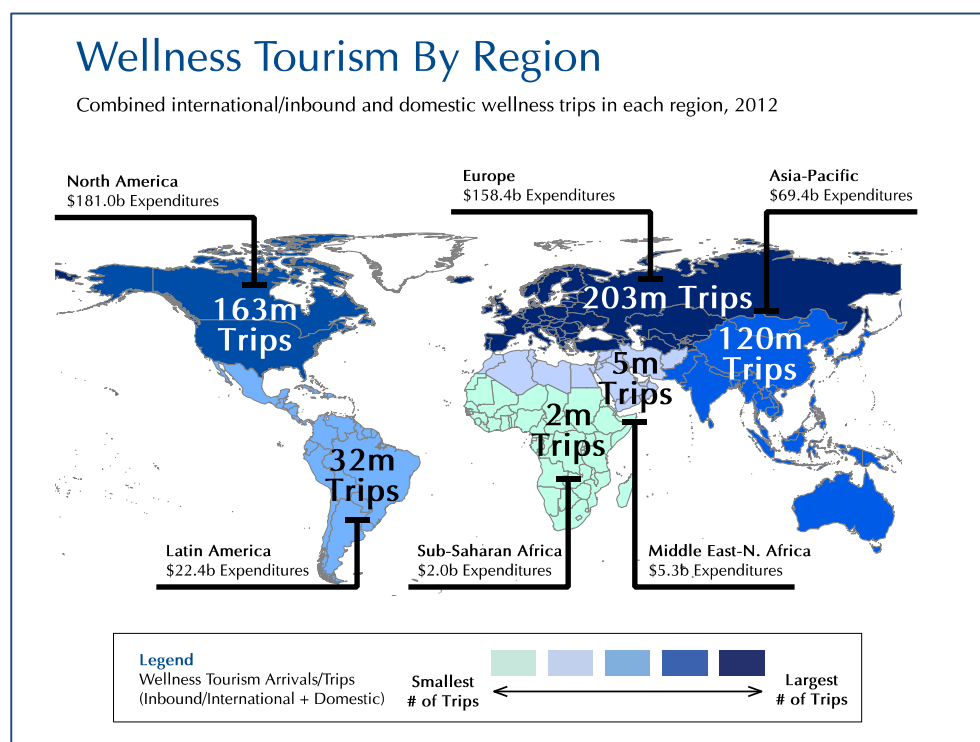 Wellness Tourism By Region
Combined international/inbound and domestic wellness trips in each region, 2012
North America
$181.0b Expenditures
Europe
$158.4b Expenditures
Asia-Pacific
$69.4b Expenditures
163m
Trips
203m Trips
120m
Trips
5m
Trips
2m
Trips
32m
Trips
Latin America
$22.4b Expenditures
Sub-Saharan Africa
$2.0b Expenditures
Middle East-N. Africa
$5.3b Expenditures
Legend
Wellness Tourism Arrivals/Trips
(Inbound/International + Domestic)
Smallest
# of Trips
Largest
# of Trips